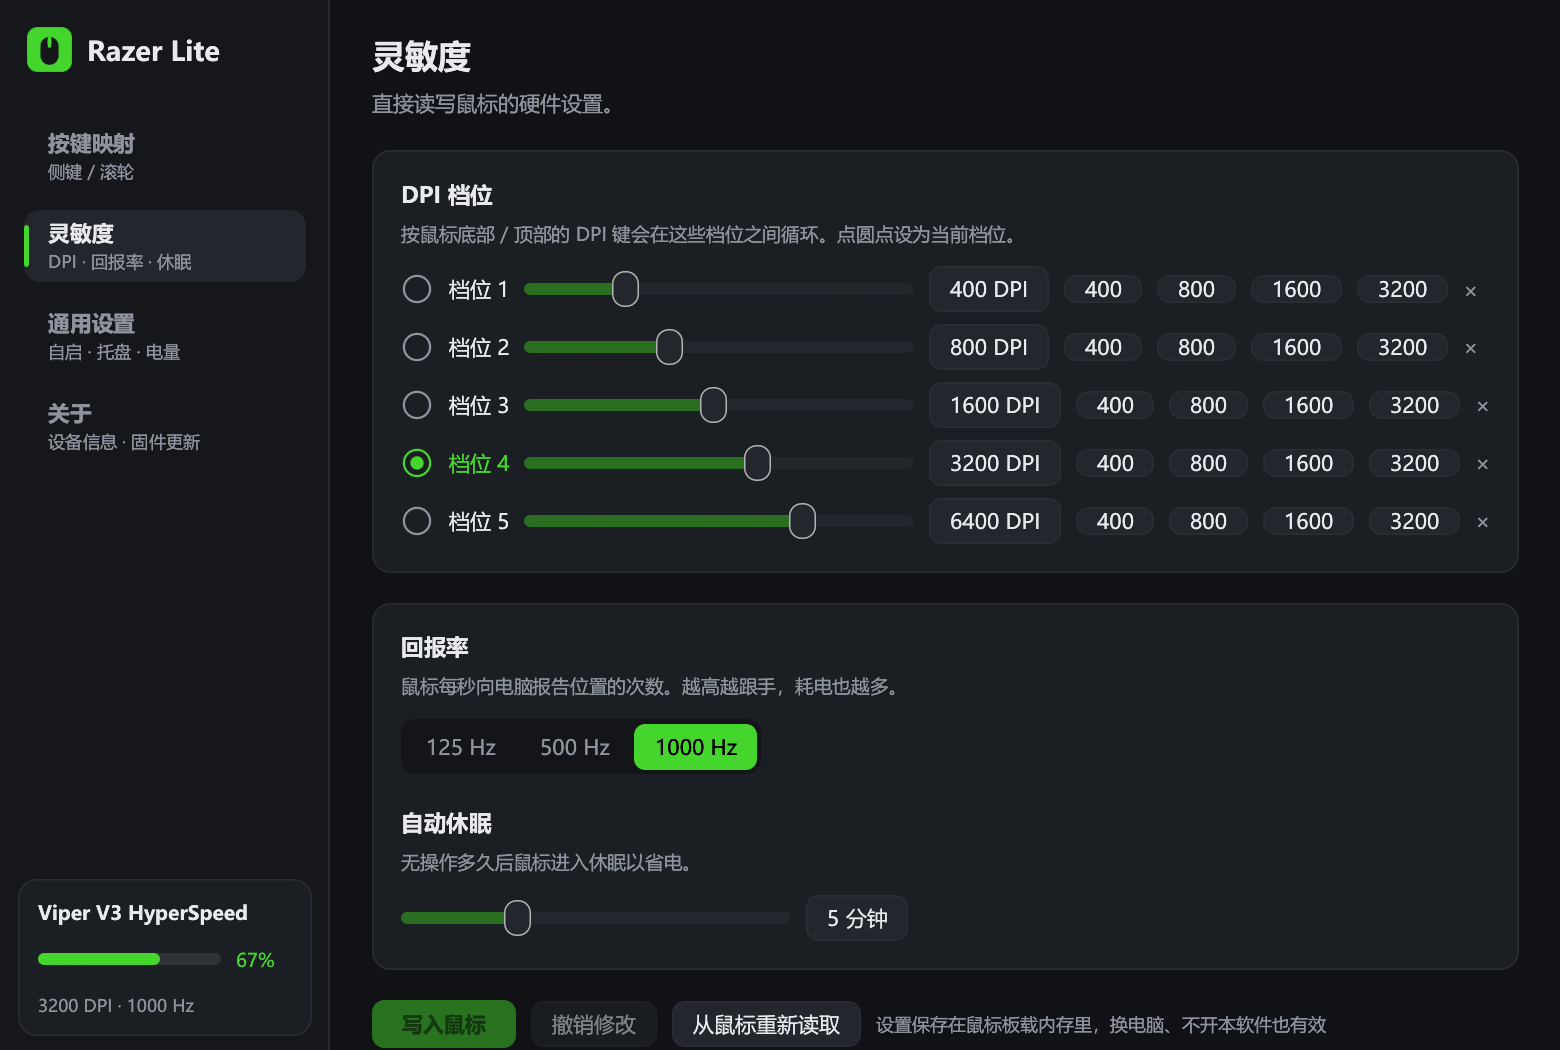 Razer Lite
按键映射
侧键 / 滚轮
灵敏度
DPI · 回报率 · 休眠
通用设置
自启 · 托盘 · 电量
关于
设备信息 · 固件更新
Viper V3 HyperSpeed
67%
3200 DPI · 1000 Hz
灵敏度
直接读写鼠标的硬件设置。
DPI 档位
按鼠标底部 / 顶部的 DPI 键会在这些档位之间循环。点圆点设为当前档位。
档位 1 400 DPI 400 800 1600 3200 ×
档位 2 800 DPI 400 800 1600 3200 ×
档位 3 1600 DPI 400 800 1600 3200 ×
档位 4 3200 DPI 400 800 1600 3200 ×
档位 5 6400 DPI 400 800 1600 3200 ×
回报率
鼠标每秒向电脑报告位置的次数。越高越跟手，耗电也越多。
125 Hz 500 Hz 1000 Hz
自动休眠
无操作多久后鼠标进入休眠以省电。
5 分钟
写入鼠标 撤销修改 从鼠标重新读取 设置保存在鼠标板载内存里，换电脑、不开本软件也有效